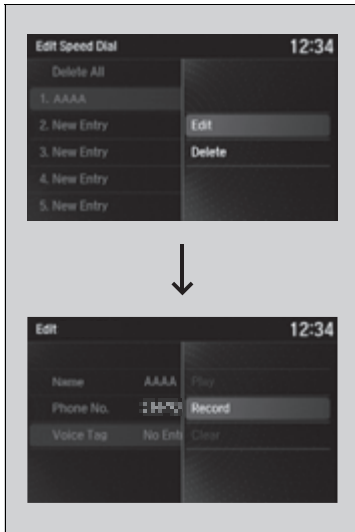 Edit Speed Dial 12:34
Delete All
1. AAAA
2. New Entry Edit
3. New Entry Delete
4. New Entry
5. New Entry
Edit 12:34
Name AAAA Play
Phone No. Record
Voice Tag No Ent Clear